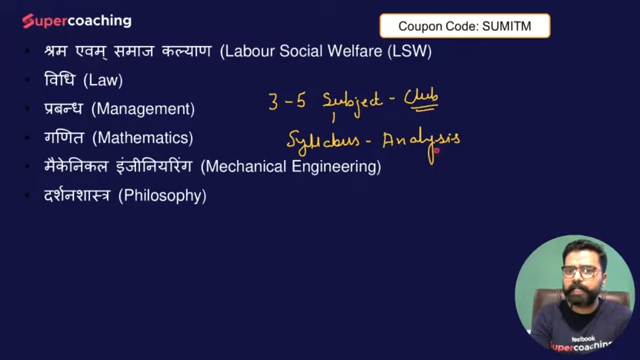 Supercoaching
Coupon Code: SUMITM
श्रम एवम् समाज कल्याण (Labour Social Welfare (LSW)
विधि (Law)
प्रबन्ध (Management)
3-5 Subject - Club
गणित (Mathematics)
Syllabus - Analysis
मैकेनिकल इंजीनियरिंग (Mechanical Engineering)
दर्शनशास्त्र (Philosophy)
testbook
Supercoaching